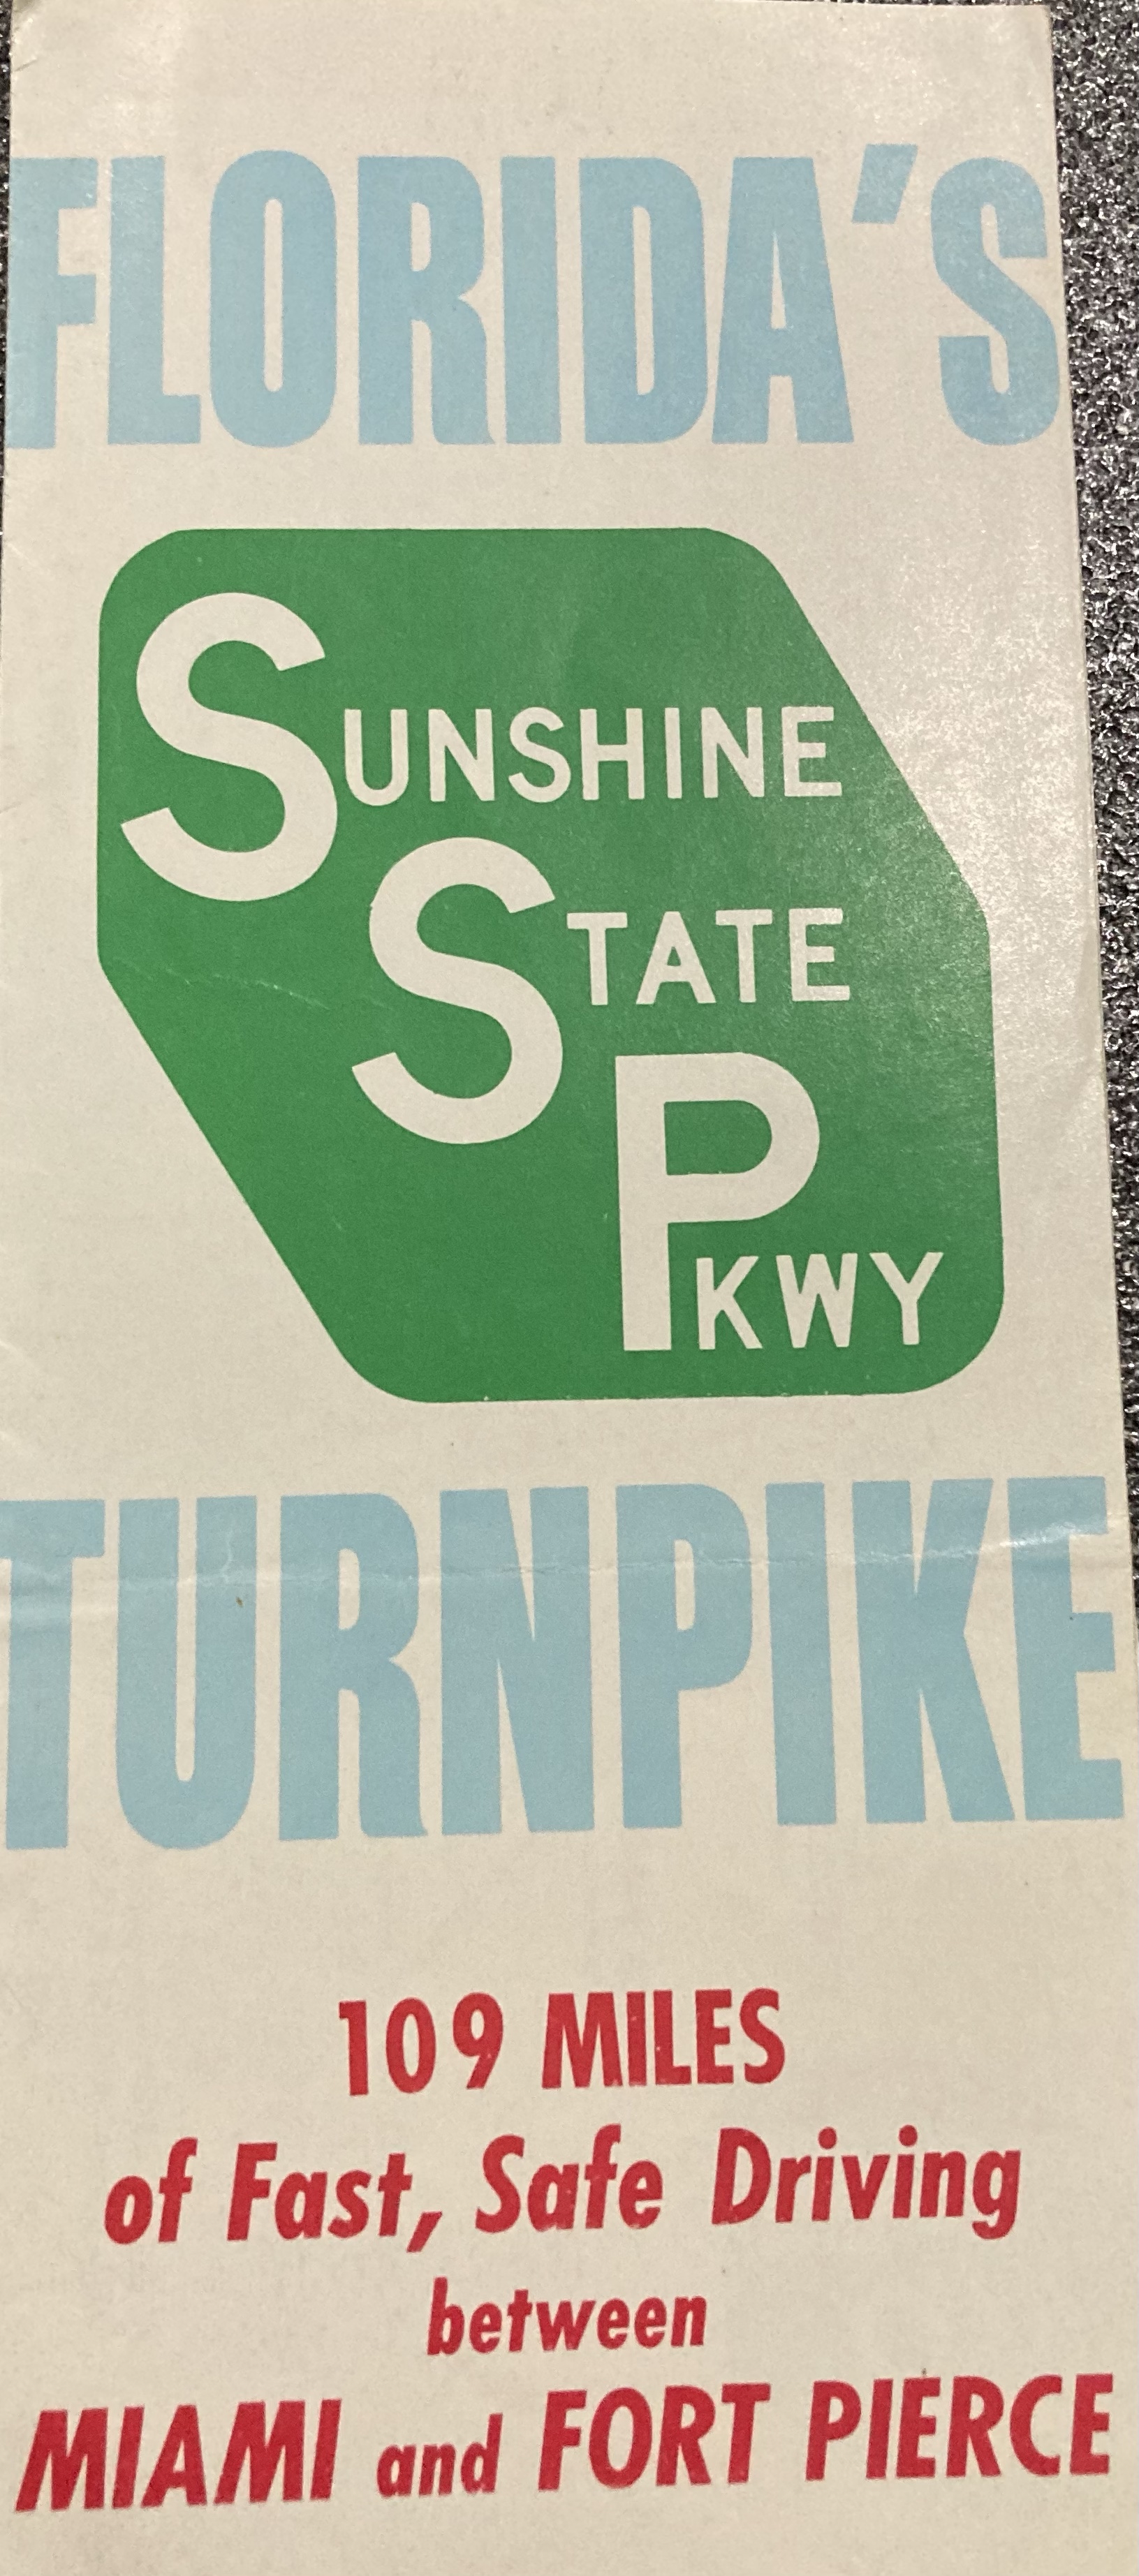 FLORIDA'S
SUNSHINE
STATE
PKWY
TURNPIKE
109 MILES
of Fast, Safe Driving
between
MIAMI and FORT PIERCE